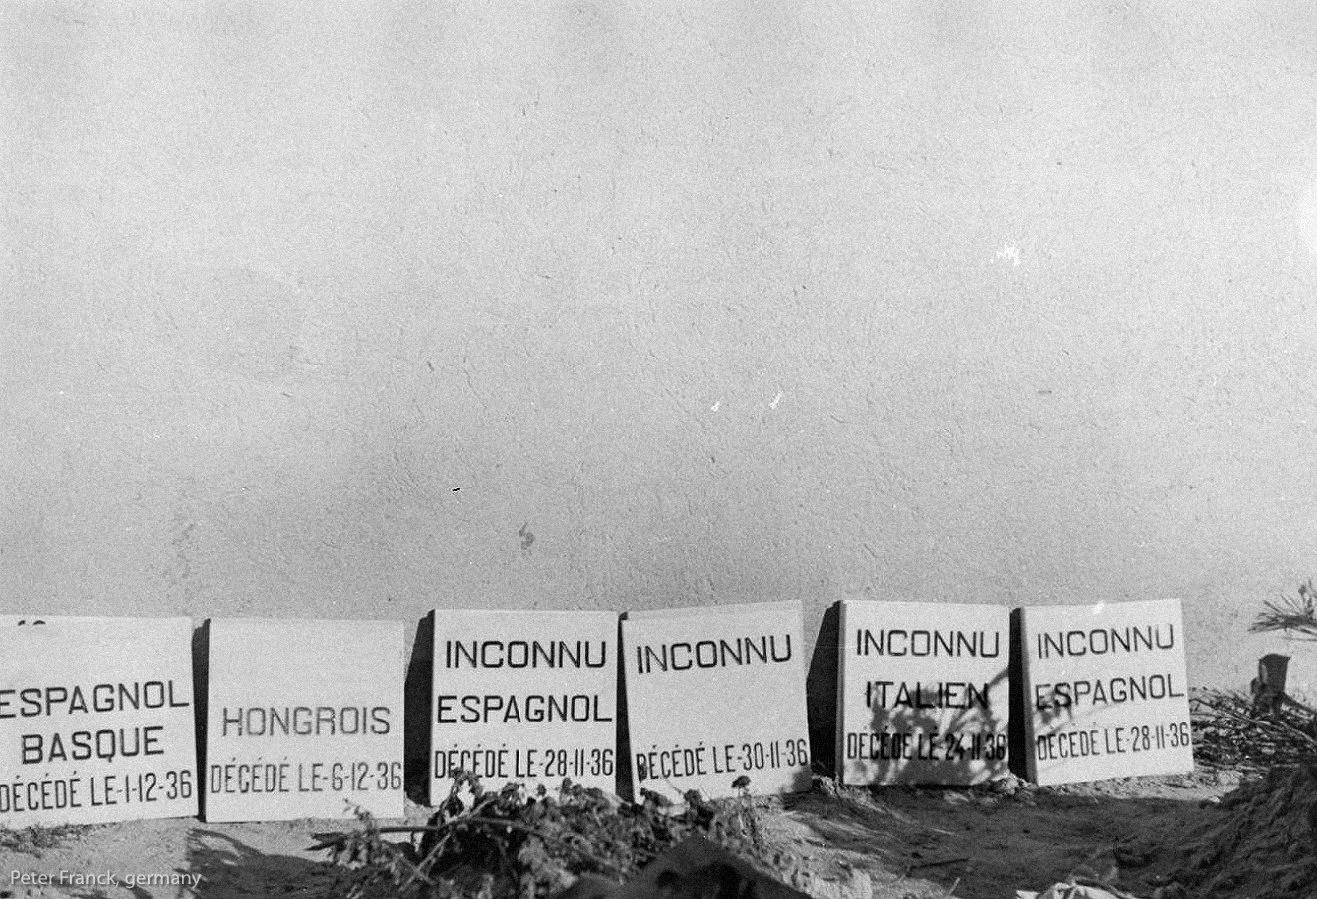 ESPAGNOL
BASQUE
DÉCÉDÉ LE-1-12-36
HONGROIS
DÉCÉDÉ LE-6-12-36
INCONNU
ESPAGNOL
DÉCÉDÉ LE-28-11-36
INCONNU
DÉCÉDÉ LE-30-11-36
INCONNU
ITALIEN
DÉCÉDÉ LE-24-11-36
INCONNU
ESPAGNOL
DÉCEDÉ LE-28-11-36
Peter Franck, germany